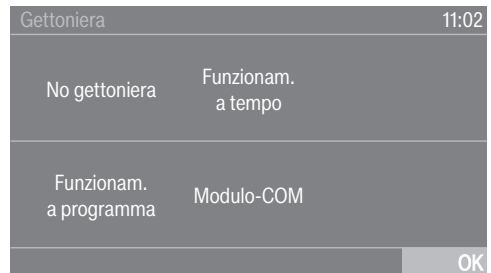 Gettoniera 11:02
No gettoniera
Funzionam.
a tempo
Funzionam.
a programma
Modulo-COM
OK